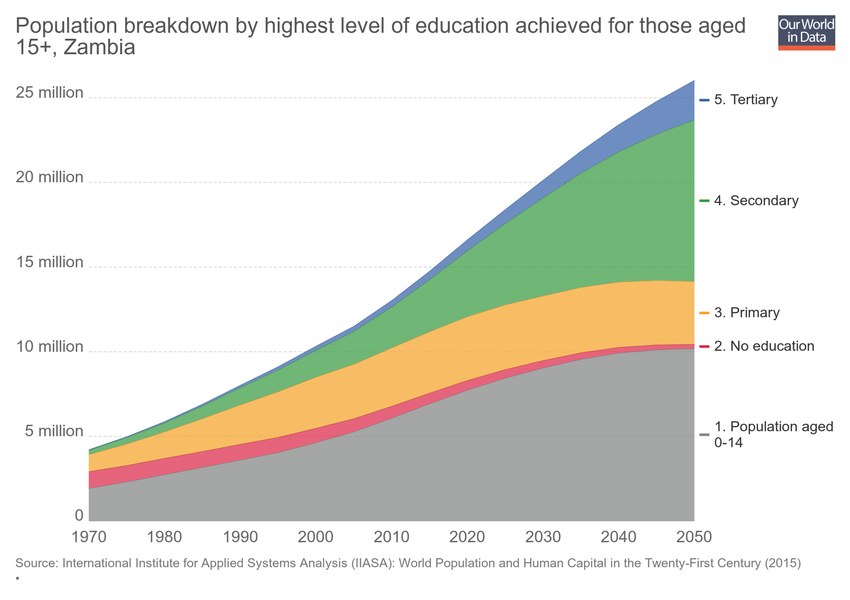 Population breakdown by highest level of education achieved for those aged
15+, Zambia
Our World
in Data
25 million
20 million
15 million
10 million
5 million
0
1970
1980
1990
2000
2010
2020
2030
2040
2050
5. Tertiary
4. Secondary
3. Primary
2. No education
1. Population aged
0-14
Source: International Institute for Applied Systems Analysis (IIASA): World Population and Human Capital in the Twenty-First Century (2015)
•